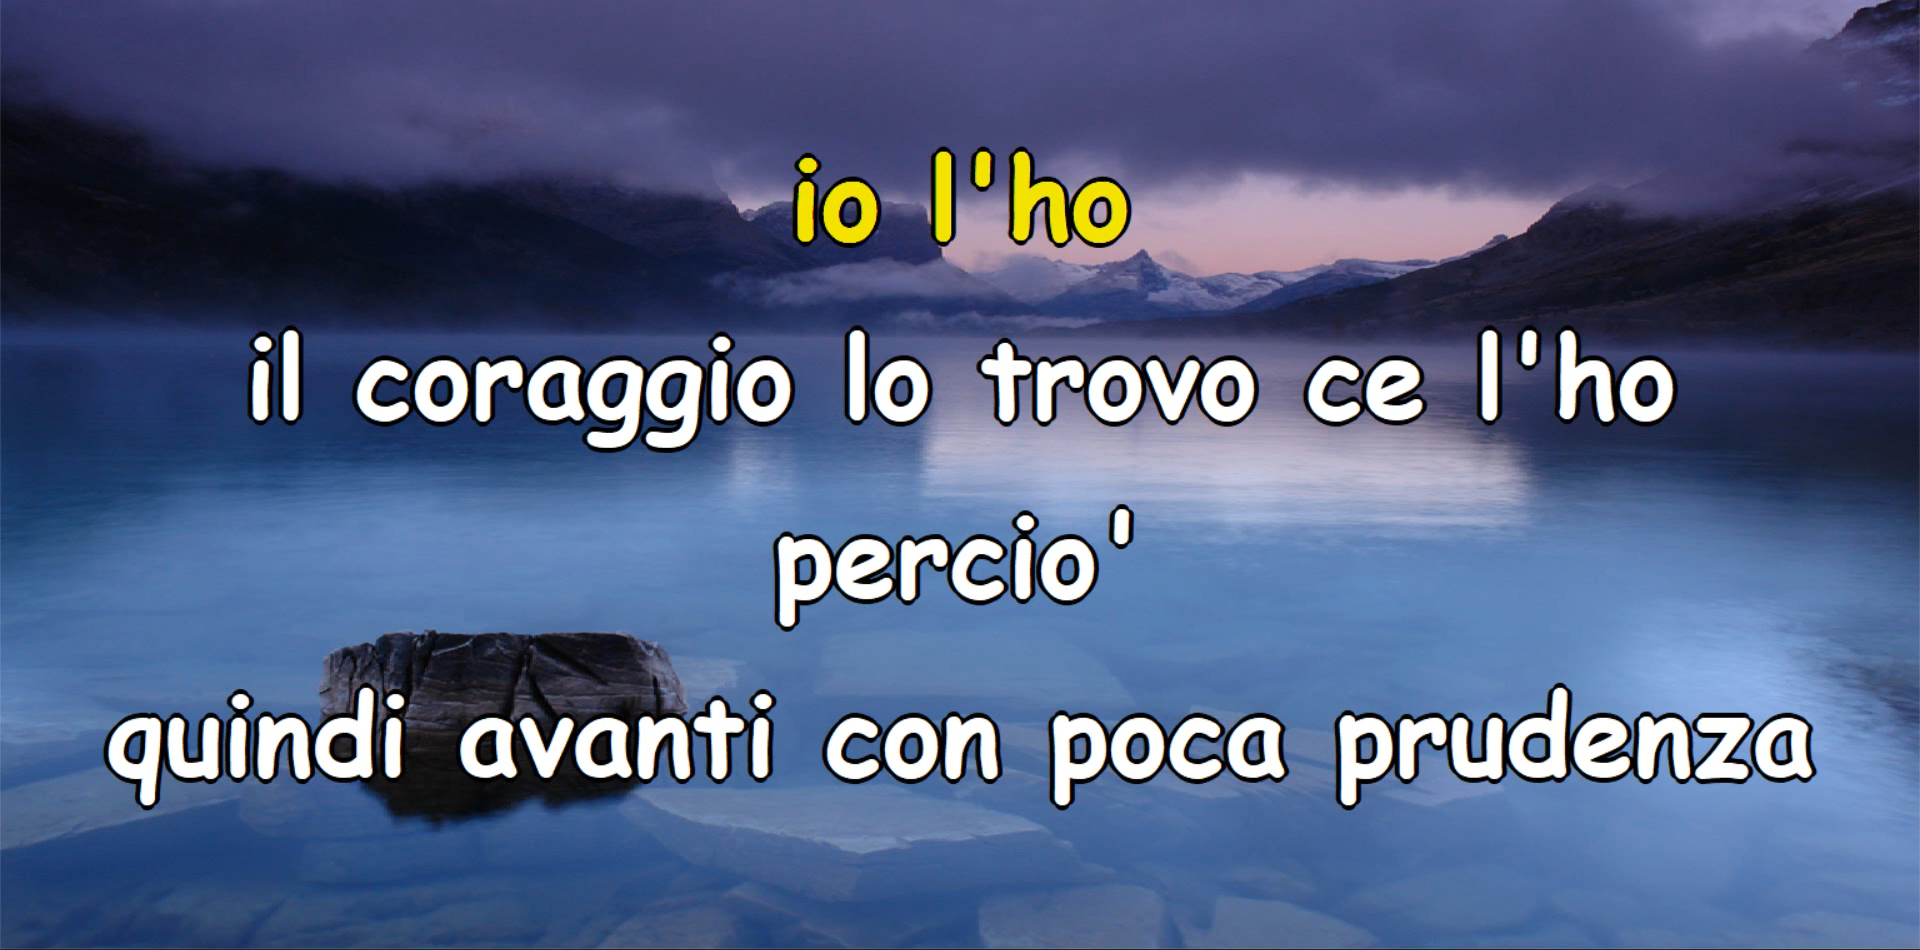 io l'ho
il coraggio lo trovo ce l'ho
percio'
quindi avanti con poca prudenza